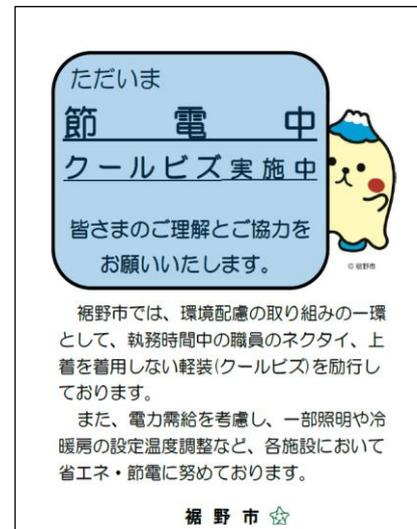 ただいま
節電中
クールビズ実施中
皆さまのご理解とご協力を
お願いいたします。
© 裾野市
　裾野市では、環境配慮の取り組みの一環
として、執務時間中の職員のネクタイ、上
着を着用しない軽装(クールビズ)を励行し
ております。
　また、電力需給を考慮し、一部照明や冷
暖房の設定温度調整など、各施設において
省エネ・節電に努めております。
裾野市